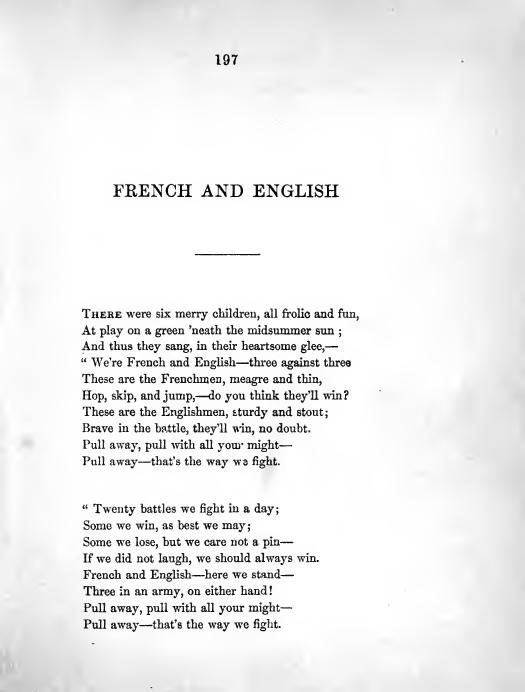 197
FRENCH AND ENGLISH
THERE were six merry children, all frolic and fun,
At play on a green 'neath the midsummer sun ;
And thus they sang, in their heartsome glee,—
“ We're French and English—three against three
These are the Frenchmen, meagre and thin,
Hop, skip, and jump,—do you think they'll win?
These are the Englishmen, sturdy and stout;
Brave in the battle, they'll win, no doubt.
Pull away, pull with all your might—
Pull away—that's the way we fight.
“ Twenty battles we fight in a day;
Some we win, as best we may;
Some we lose, but we care not a pin—
If we did not laugh, we should always win.
French and English—here we stand—
Three in an army, on either hand!
Pull away, pull with all your might—
Pull away—that's the way we fight.